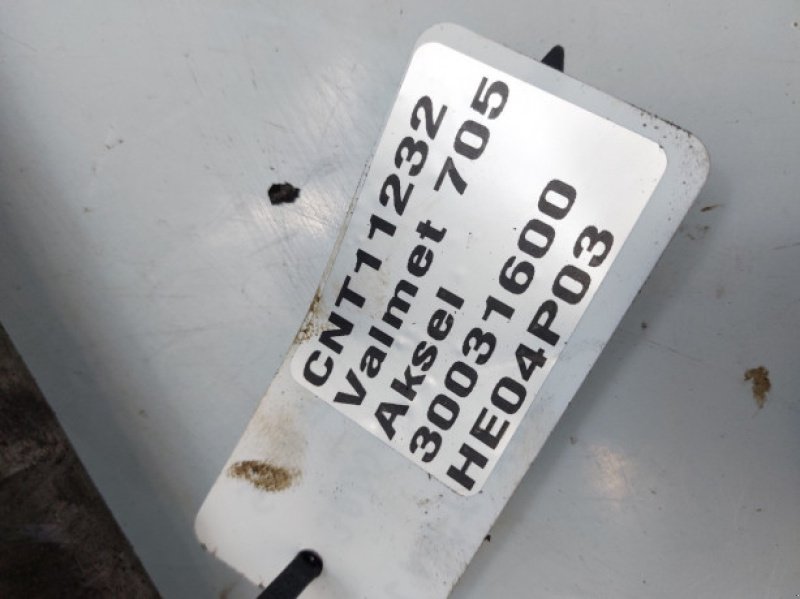 CNT11232
Valmet 705
Aksel
30031600
HE04P03